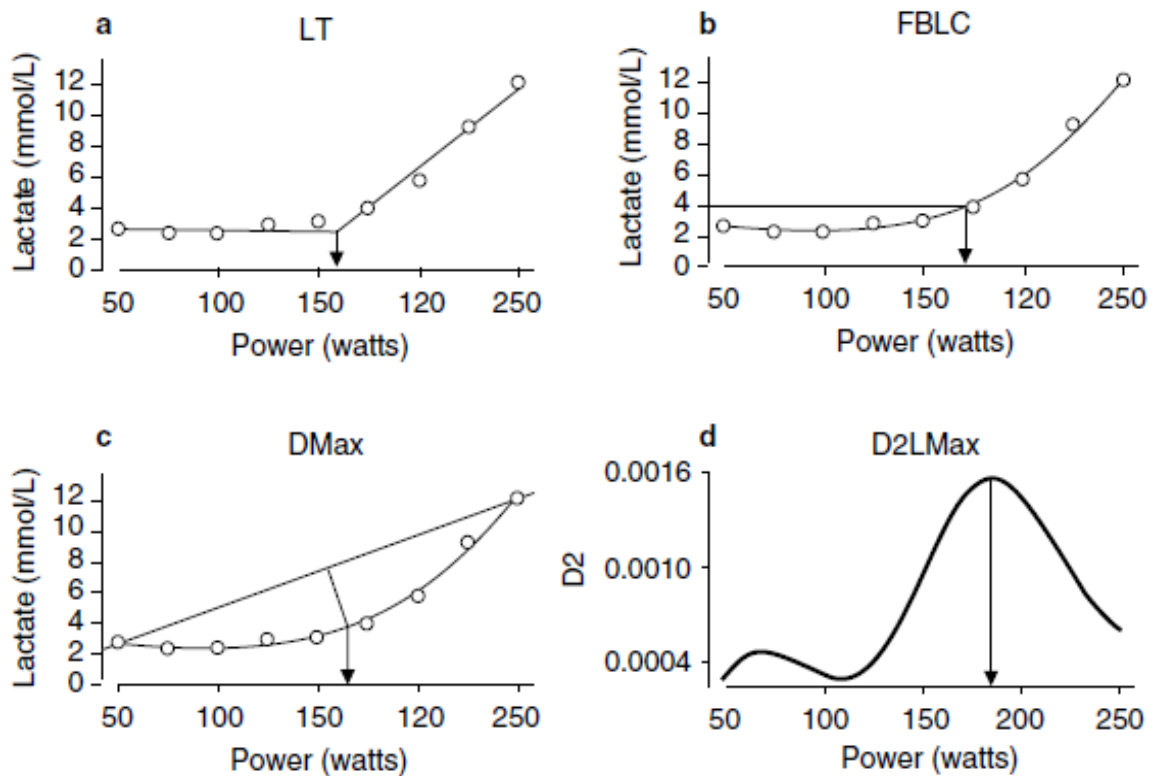 a LT
Lactate (mmol/L)
12
10
8
6
4
2
0
50 100 150 120 250
Power (watts)
b FBLC
Lactate (mmol/L)
12
10
8
6
4
2
0
50 100 150 120 250
Power (watts)
c DMax
Lactate (mmol/L)
12
10
8
6
4
2
0
50 100 150 120 250
Power (watts)
d D2LMax
D2
0.0016
0.0010
0.0004
50 100 150 200 250
Power (watts)